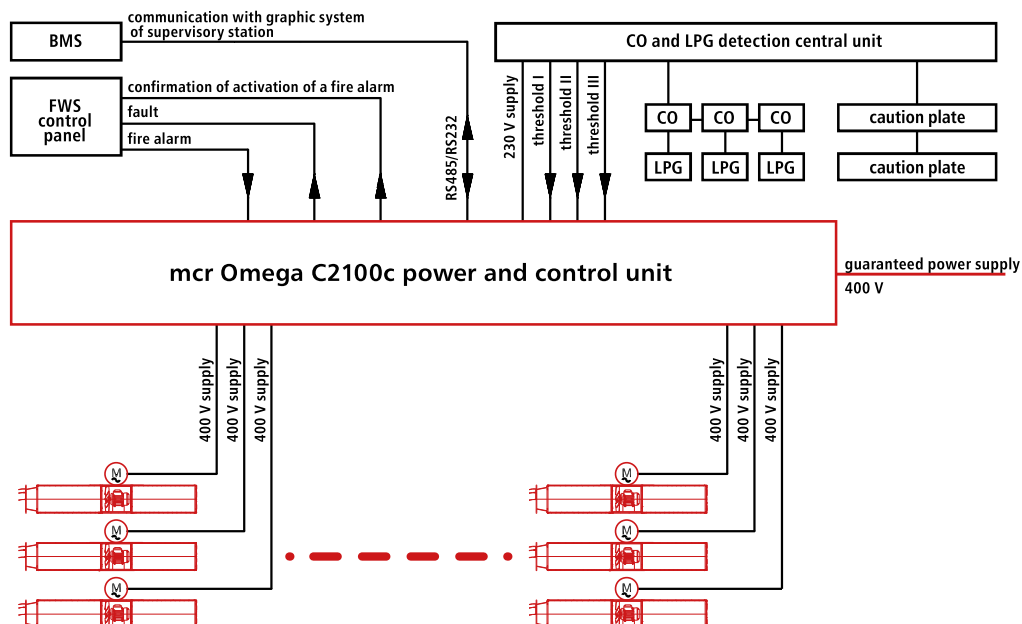 communication with graphic system
of supervisory station
BMS
CO and LPG detection central unit
confirmation of activation of a fire alarm
FWS
control
panel
fault
fire alarm
RS485/RS232
230 V supply
threshold I
threshold II
threshold III
CO
CO
CO
caution plate
LPG
LPG
LPG
caution plate
mcr Omega C2100c power and control unit
guaranteed power supply
400 V
400 V supply
400 V supply
400 V supply
400 V supply
400 V supply
400 V supply
M
M
M
M
M
M